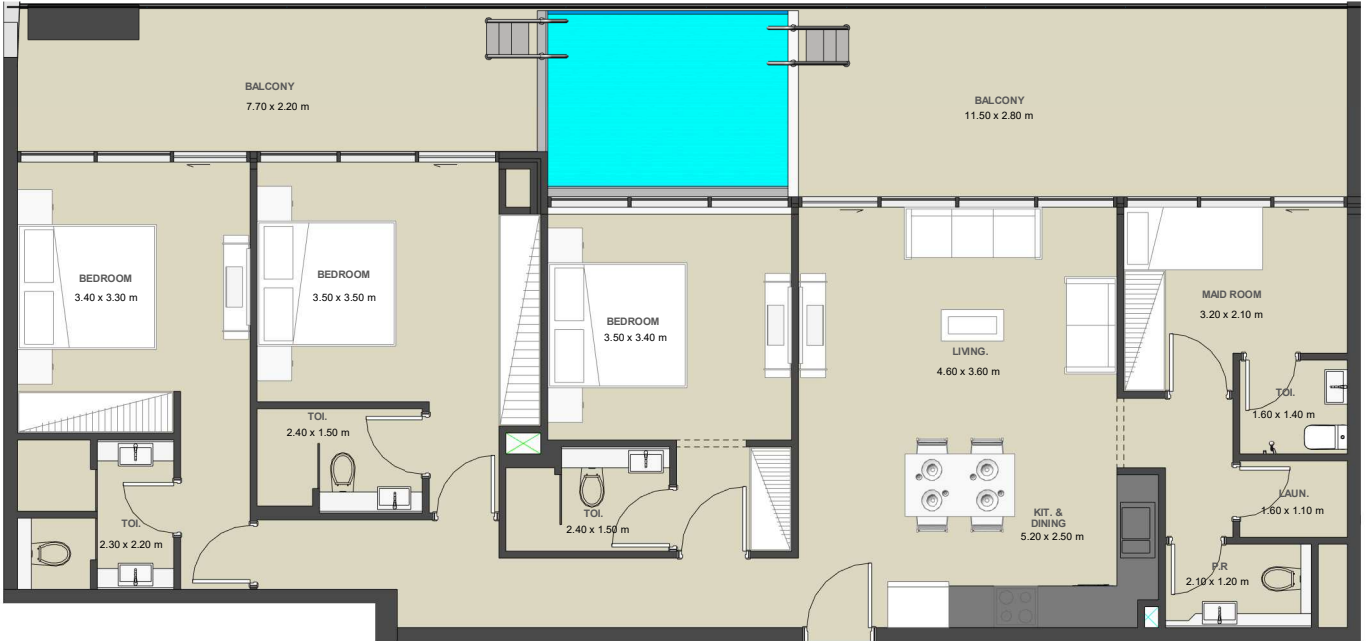 BALCONY
7.70 x 2.20 m
BALCONY
11.50 x 2.80 m
BEDROOM
3.40 x 3.30 m
BEDROOM
3.50 x 3.50 m
BEDROOM
3.50 x 3.40 m
LIVING.
4.60 x 3.60 m
MAID ROOM
3.20 x 2.10 m
TOI.
1.60 x 1.40 m
TOI.
2.40 x 1.50 m
TOI.
2.40 x 1.50 m
TOI.
2.30 x 2.20 m
KIT. &
DINING
5.20 x 2.50 m
LAUN.
1.60 x 1.10 m
P.R
2.10 x 1.20 m